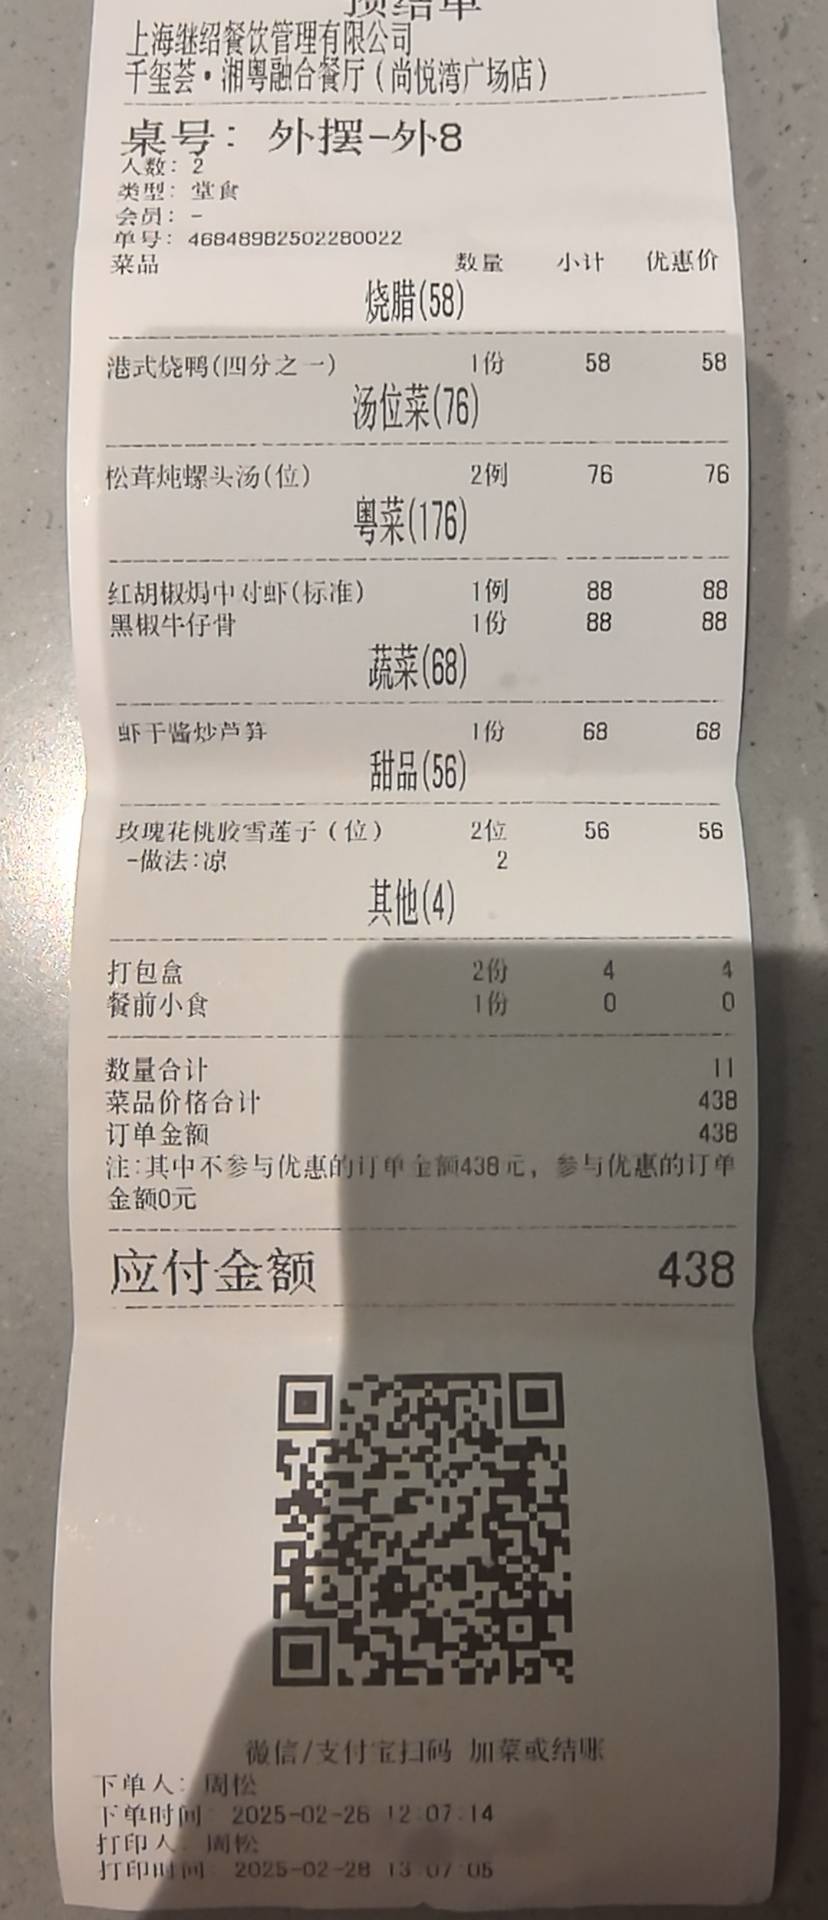 预结单
上海继绍餐饮管理有限公司
千玺荟·湘粤融合餐厅(尚悦湾广场店)
桌号: 外摆-外8
人数: 2
类型: 堂食
会员: -
单号: 46848982502280022
菜品 数量 小计 优惠价
烧腊(58)
港式烧鸭(四分之一) 1份 58 58
汤位菜(76)
松茸炖螺头汤(位) 2例 76 76
粤菜(176)
红胡椒焗中对虾(标准) 1例 88 88
黑椒牛仔骨 1份 88 88
蔬菜(68)
虾干酱炒芦笋 1份 68 68
甜品(56)
玫瑰花桃胶雪莲子(位) 2位 56 56
-做法:凉 2
其他(4)
打包盒 2份 4 4
餐前小食 1份 0 0
数量合计 11
菜品价格合计 438
订单金额 438
注:其中不参与优惠的订单金额438元, 参与优惠的订单
金额0元
应付金额 438
微信/支付宝扫码 加菜或结账
下单人: 周松
下单时间: 2025-02-28 12:07:14
打印人: 周松
打印时间: 2025-02-28 13:07:05